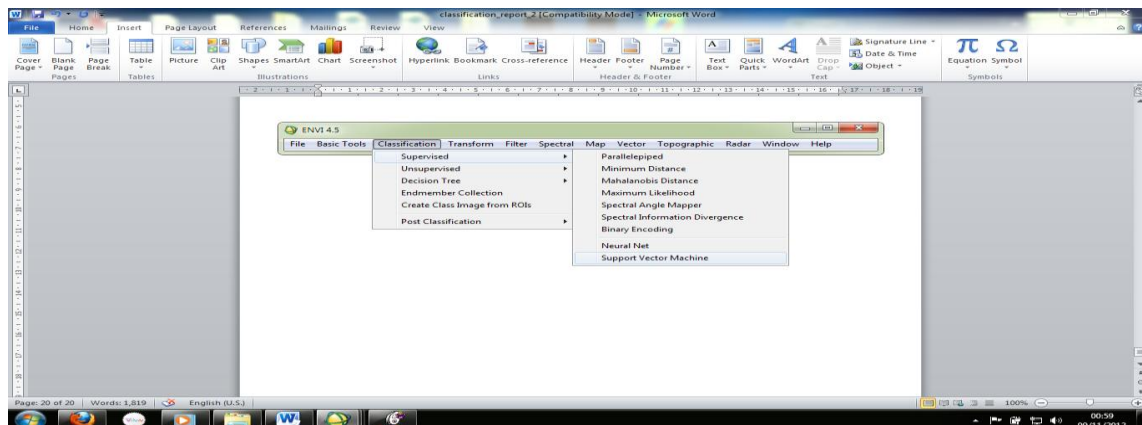 classification_report_2 [Compatibility Mode] - Microsoft Word
File Home Insert Page Layout References Mailings Review View
Cover Page Blank Page Page Break Table Picture Clip Art Shapes SmartArt Chart Screenshot Hyperlink Bookmark Cross-reference Header Footer Page Number Text Box Quick Parts WordArt Drop Cap Signature Line Date & Time Object Equation Symbol
Pages Tables Illustrations Links Header & Footer Text Symbols
ENVI 4.5
File Basic Tools Classification Transform Filter Spectral Map Vector Topographic Radar Window Help
Supervised
Unsupervised
Decision Tree
Endmember Collection
Create Class Image from ROIs
Post Classification
Parallelepiped
Minimum Distance
Mahalanobis Distance
Maximum Likelihood
Spectral Angle Mapper
Spectral Information Divergence
Binary Encoding
Neural Net
Support Vector Machine
Page: 20 of 20 Words: 1,819 English (U.S.) 100%
00:59